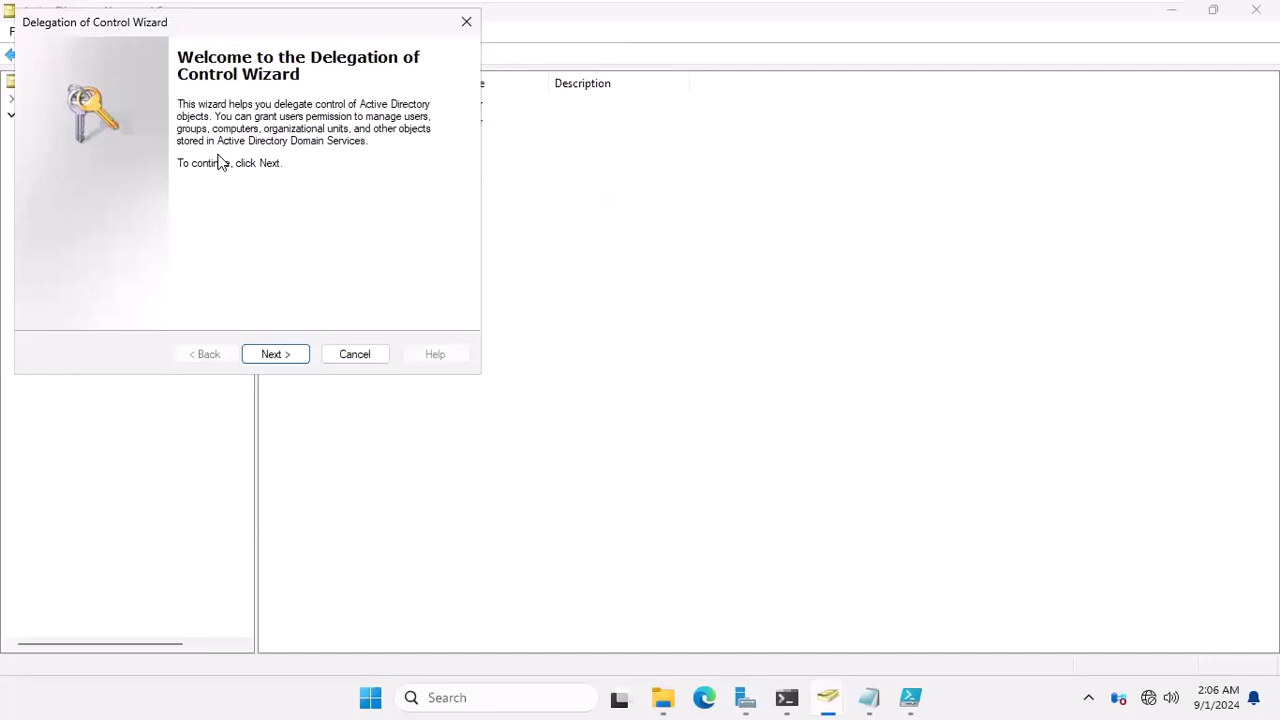 Delegation of Control Wizard
Welcome to the Delegation of
Control Wizard
This wizard helps you delegate control of Active Directory
objects. You can grant users permission to manage users,
groups, computers, organizational units, and other objects
stored in Active Directory Domain Services.
To continue, click Next.
< Back
Next >
Cancel
Help
Description
Search
2:06 AM
9/1/2024